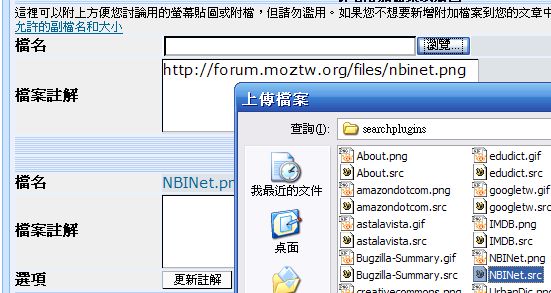 這裡可以附上方便您討論用的螢幕貼圖或附檔，但請勿濫用。如果您不想要新增附加檔案到您的文章中
允許的副檔名和大小
檔名
瀏覽...
檔案註解
http://forum.moztw.org/files/nbinet.png
檔名
NBINet.pn
檔案註解
選項
更新註解
上傳檔案
查詢(I):
searchplugins
我最近的文件
桌面
About.png
About.src
amazondotcom.png
amazondotcom.src
astalavista.gif
astalavista.src
Bugzilla-Summary.gif
Bugzilla-Summary.src
creativecommons.png
edudict.gif
edudict.src
googletw.gif
googletw.src
IMDB.png
IMDB.src
NBINet.png
NBINet.src
UrbanDic.png